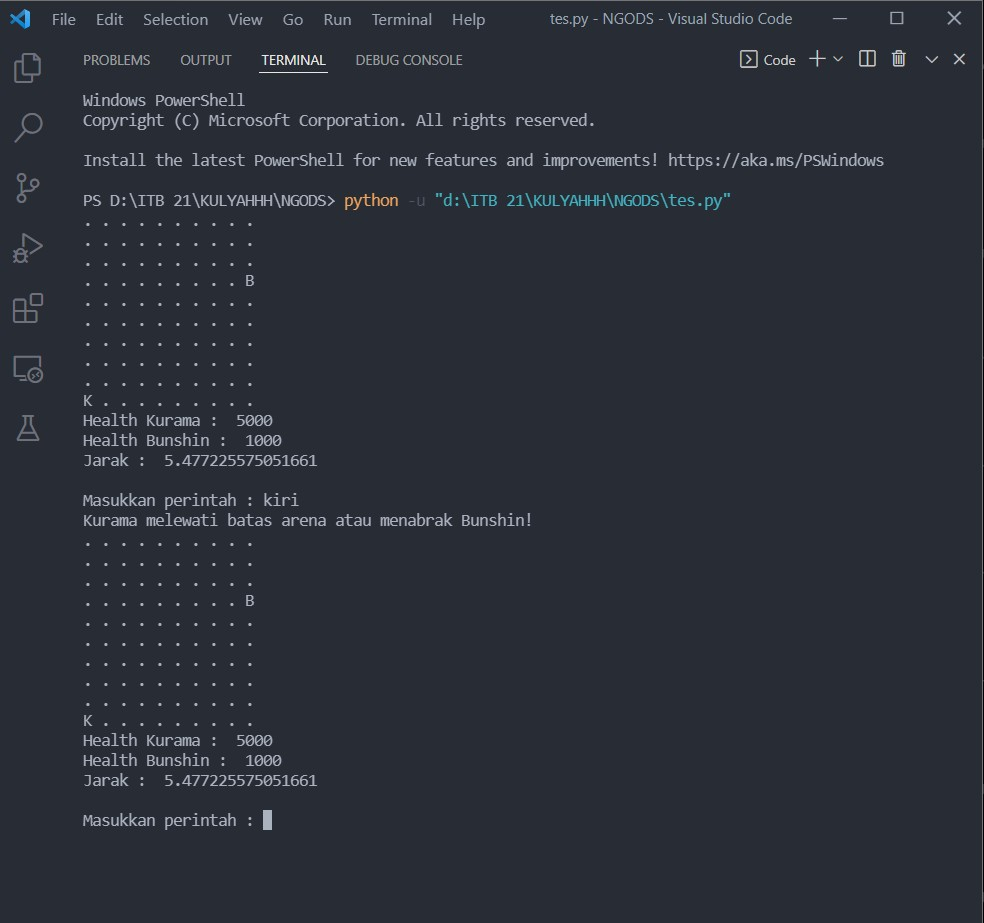 File Edit Selection View Go Run Terminal Help tes.py - NGODS - Visual Studio Code
PROBLEMS OUTPUT TERMINAL DEBUG CONSOLE Code
Windows PowerShell
Copyright (C) Microsoft Corporation. All rights reserved.
Install the latest PowerShell for new features and improvements! https://aka.ms/PSWindows
PS D:\ITB 21\KULYAHHH\NGODS> python -u "d:\ITB 21\KULYAHHH\NGODS\tes.py"
. . . . . . . . . .
. . . . . . . . . .
. . . . . . . . . .
. . . . . . . . . B
. . . . . . . . . .
. . . . . . . . . .
. . . . . . . . . .
. . . . . . . . . .
. . . . . . . . . .
K . . . . . . . . .
Health Kurama :  5000
Health Bunshin :  1000
Jarak :  5.477225575051661
Masukkan perintah : kiri
Kurama melewati batas arena atau menabrak Bunshin!
. . . . . . . . . .
. . . . . . . . . .
. . . . . . . . . .
. . . . . . . . . B
. . . . . . . . . .
. . . . . . . . . .
. . . . . . . . . .
. . . . . . . . . .
. . . . . . . . . .
K . . . . . . . . .
Health Kurama :  5000
Health Bunshin :  1000
Jarak :  5.477225575051661
Masukkan perintah :